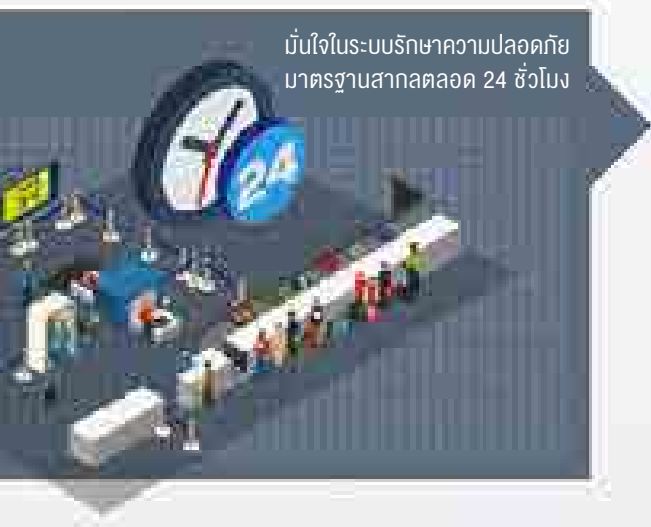 มั่นใจในระบบรักษาความปลอดภัย
มาตรฐานสากลตลอด 24 ชั่วโมง
24